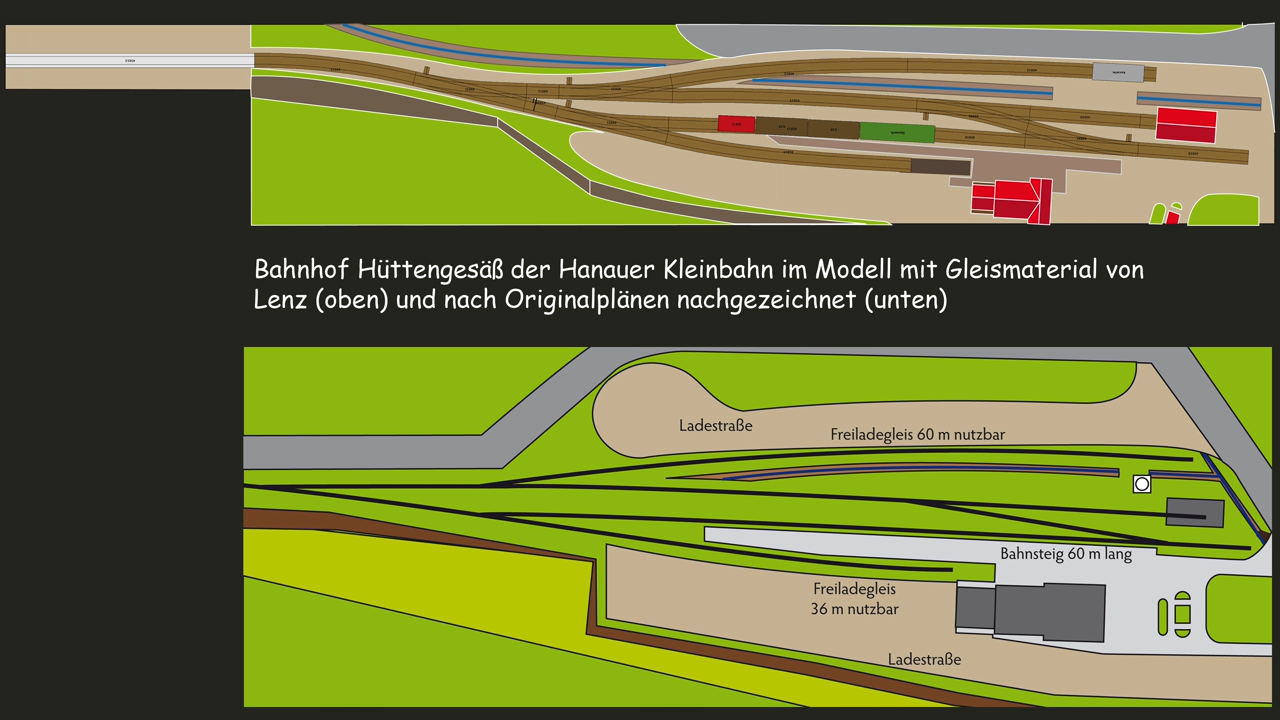 Bahnhof Hüttengesäß der Hanauer Kleinbahn im Modell mit Gleismaterial von
Lenz (oben) und nach Originalplänen nachgezeichnet (unten)
Ladestraße
Freiladegleis 60 m nutzbar
Bahnsteig 60 m lang
Freiladegleis
36 m nutzbar
Ladestraße